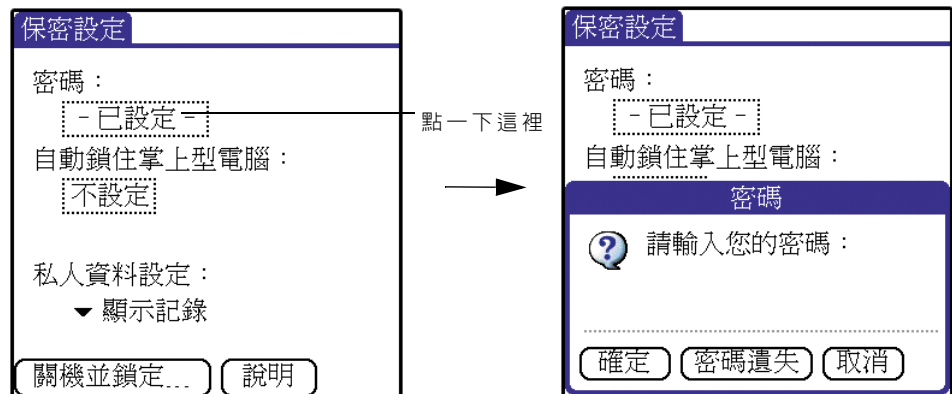 保密設定
密碼：
- 已設定 -
自動鎖住掌上型電腦：
不設定
私人資料設定：
顯示記錄
關機並鎖定... 說明
點一下這裡
保密設定
密碼：
- 已設定 -
自動鎖住掌上型電腦：
密碼
請輸入您的密碼：
確定 密碼遺失 取消